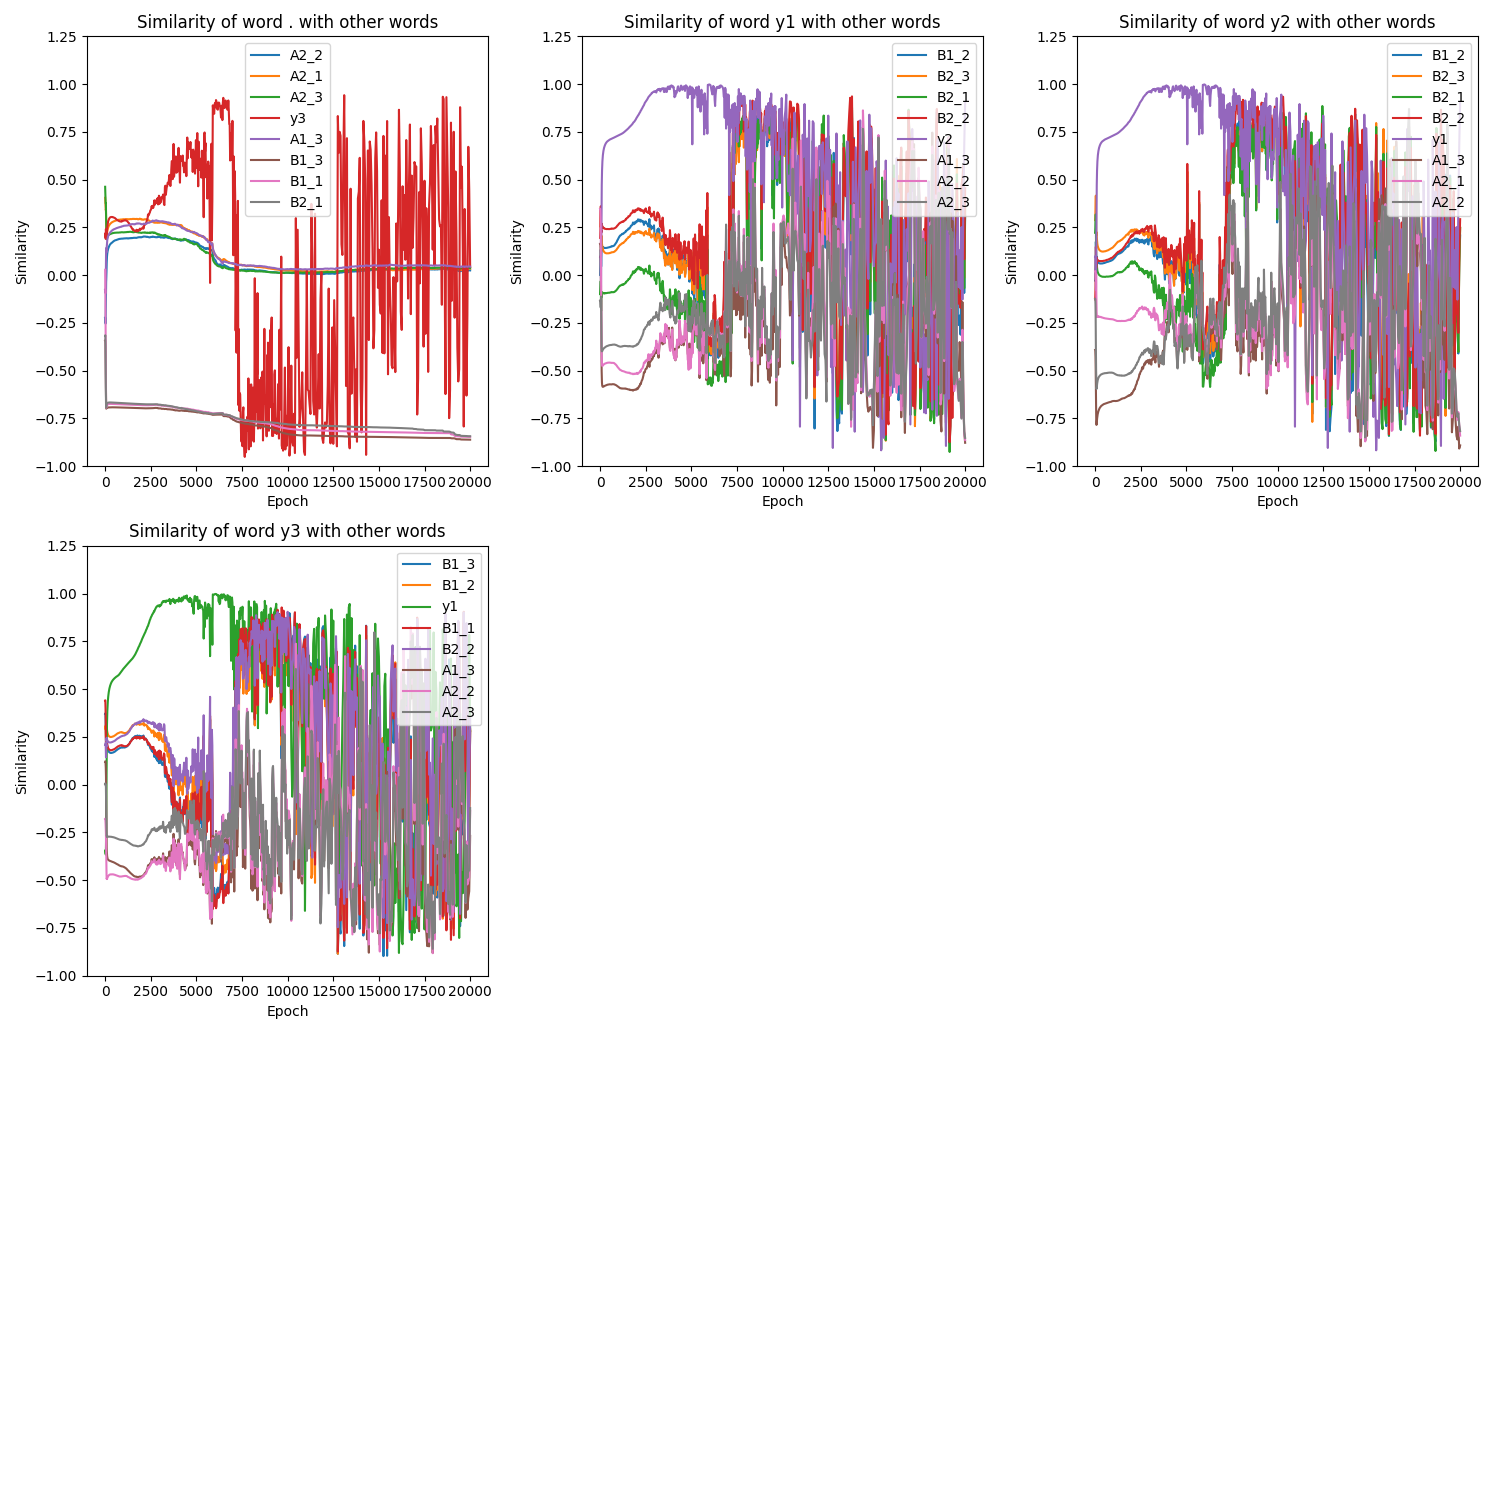 Similarity of word . with other words
1.25
1.00
0.75
0.50
0.25
0.00
−0.25
−0.50
−0.75
−1.00
Similarity
A2_2
A2_1
A2_3
y3
A1_3
B1_3
B1_1
B2_1
0 2500 5000 7500 10000 12500 15000 17500 20000
Epoch
Similarity of word y1 with other words
1.25
1.00
0.75
0.50
0.25
0.00
−0.25
−0.50
−0.75
−1.00
Similarity
B1_2
B2_3
B2_1
B2_2
y2
A1_3
A2_2
A2_3
0 2500 5000 7500 10000 12500 15000 17500 20000
Epoch
Similarity of word y2 with other words
1.25
1.00
0.75
0.50
0.25
0.00
−0.25
−0.50
−0.75
−1.00
Similarity
B1_2
B2_3
B2_1
B2_2
y1
A1_3
A2_1
A2_2
0 2500 5000 7500 10000 12500 15000 17500 20000
Epoch
Similarity of word y3 with other words
1.25
1.00
0.75
0.50
0.25
0.00
−0.25
−0.50
−0.75
−1.00
Similarity
B1_3
B1_2
y1
B1_1
B2_2
A1_3
A2_2
A2_3
0 2500 5000 7500 10000 12500 15000 17500 20000
Epoch